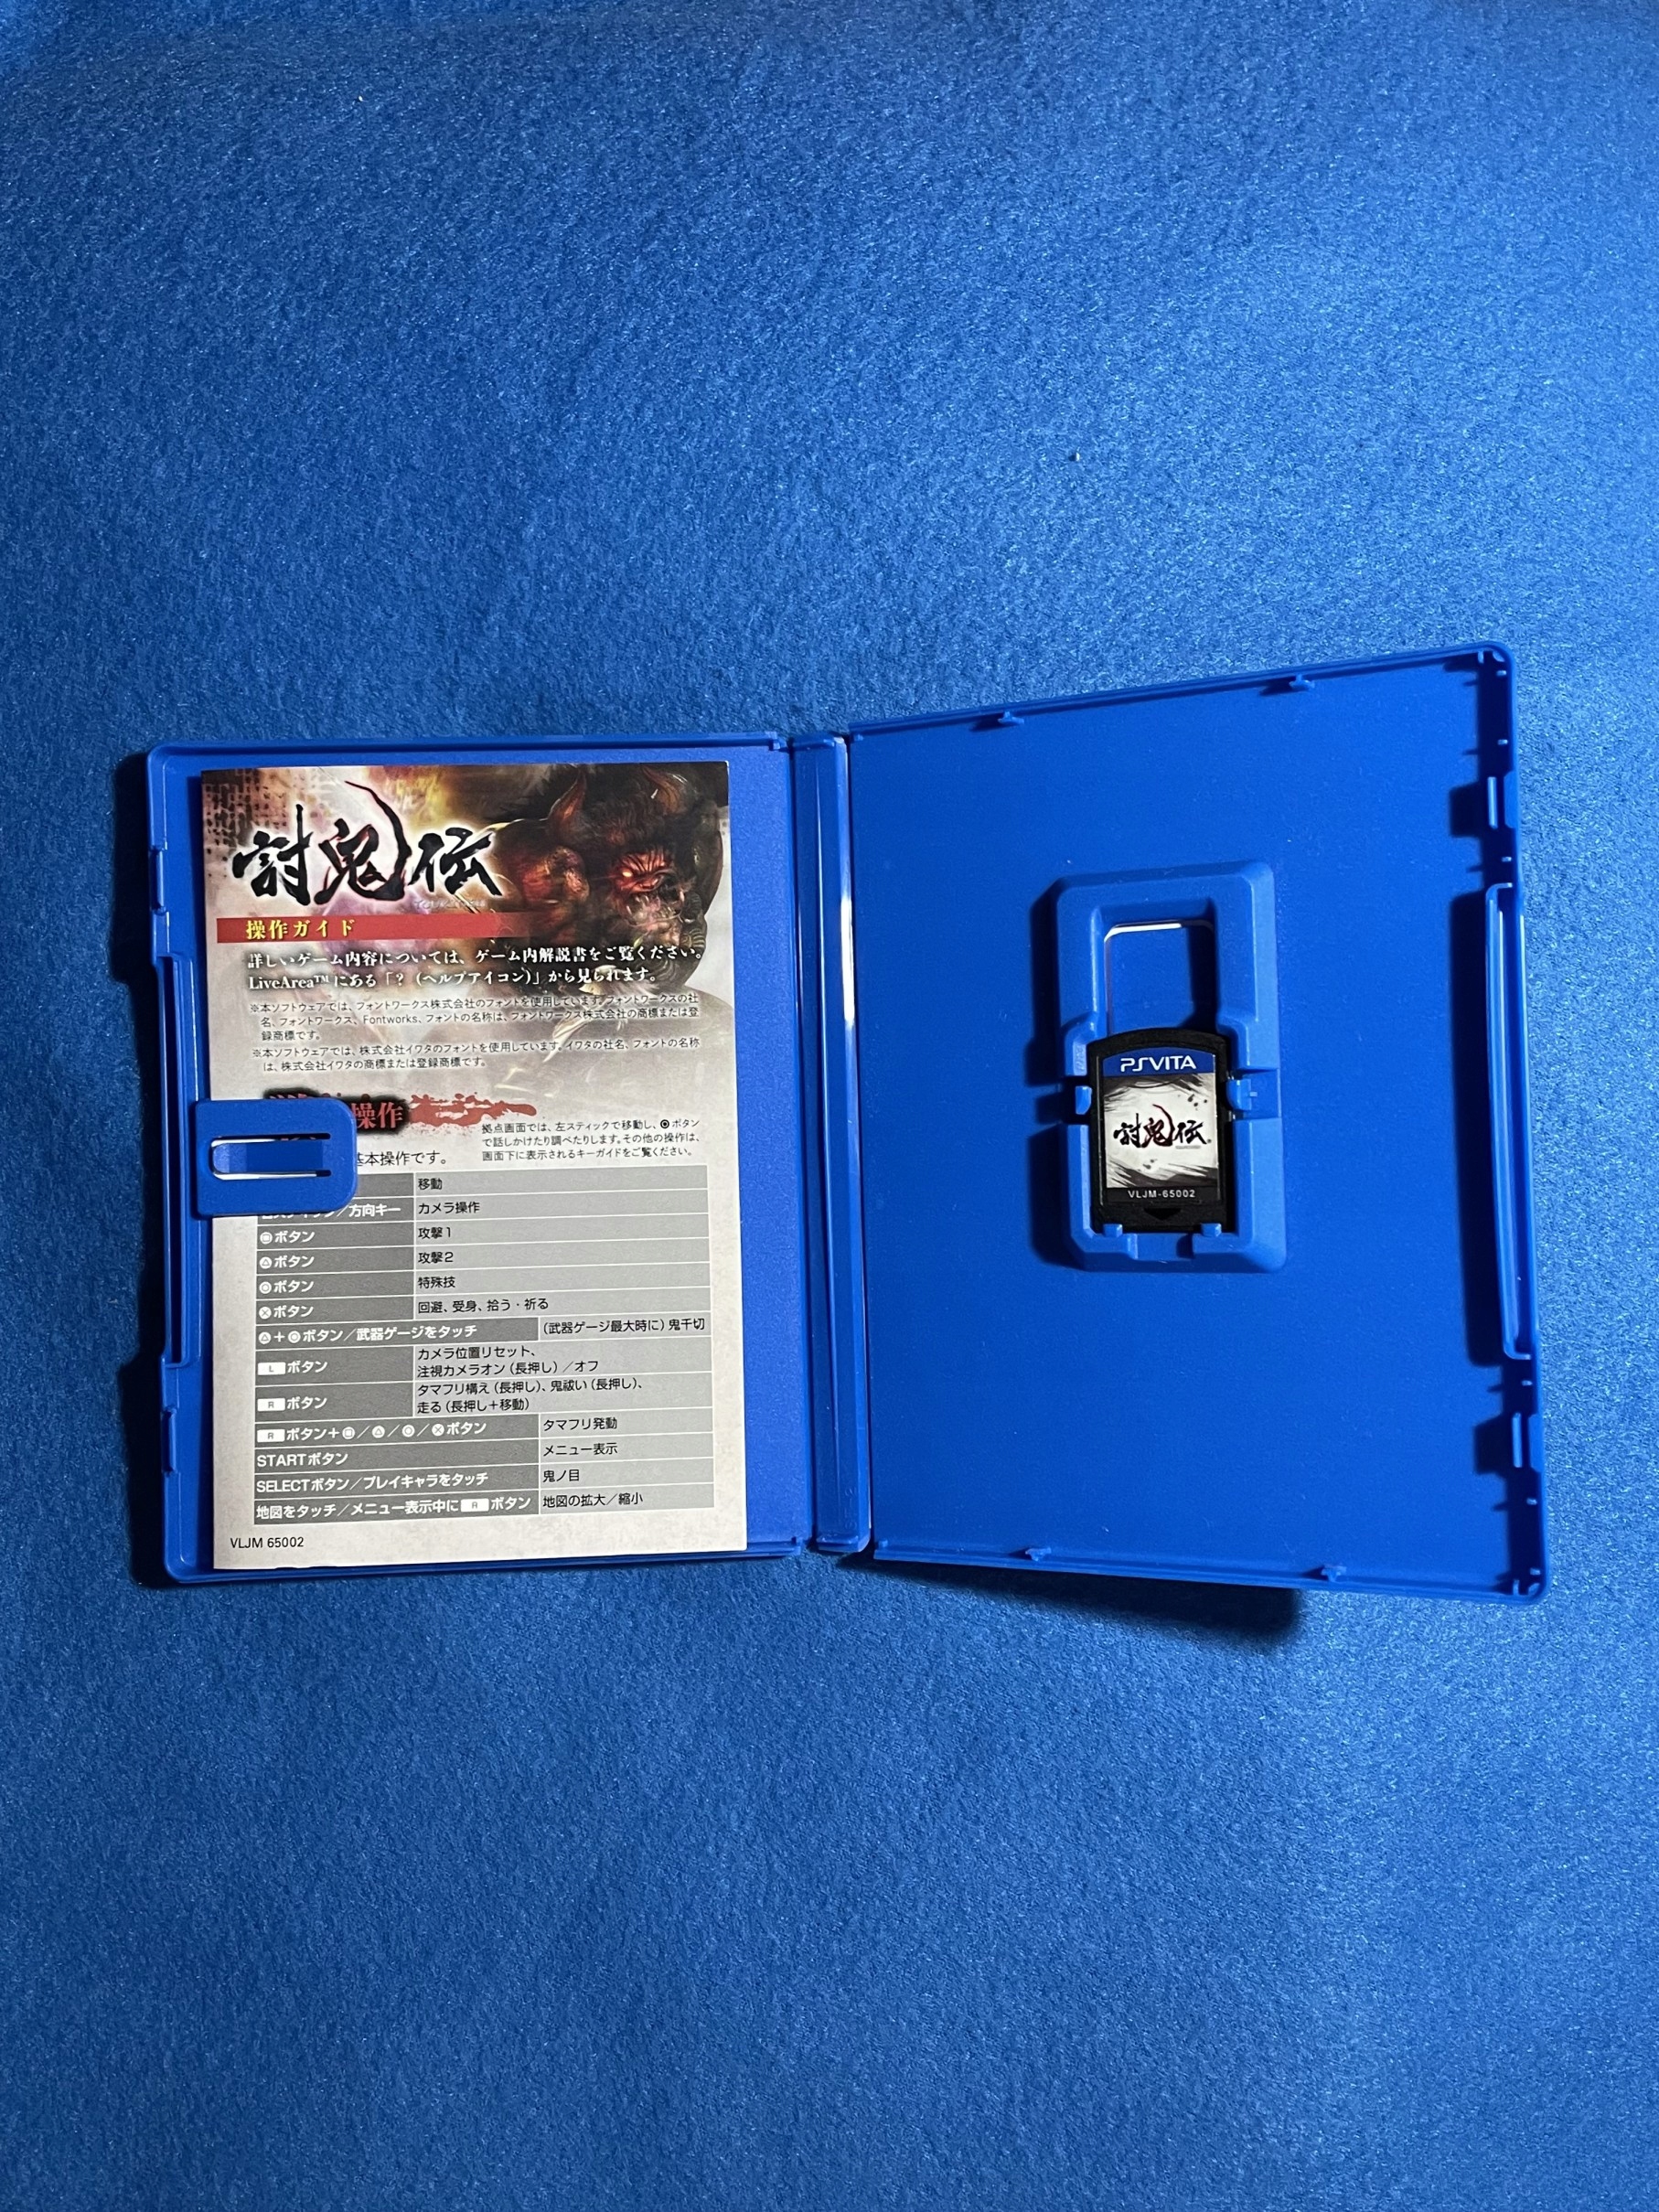 討鬼伝
操作ガイド
詳しいゲーム内容については、ゲーム内解説書をご覧ください。
LiveArea™にある「？(ヘルプアイコン)」から見られます。
※本ソフトウェアでは、フォントワークス株式会社のフォントを使用しています。フォントワークスの社
名、フォントワークス、Fontworks、フォントの名称は、フォントワークス株式会社の商標または登
録商標です。
※本ソフトウェアでは、株式会社イワタのフォントを使用しています。イワタの社名、フォントの名称
は、株式会社イワタの商標または登録商標です。
操作
基本操作です。
拠点画面では、左スティックで移動し、◎ボタン
で話しかけたり調べたりします。その他の操作は、
画面下に表示されるキーガイドをご覧ください。
移動
／方向キー カメラ操作
□ボタン 攻撃1
△ボタン 攻撃2
○ボタン 特殊技
×ボタン 回避、受身、拾う・祈る
△＋○ボタン／武器ゲージをタッチ (武器ゲージ最大時に)鬼千切
Lボタン カメラ位置リセット、
注視カメラオン(長押し)／オフ
Rボタン タマフリ構え(長押し)、鬼祓い(長押し)、
走る(長押し＋移動)
Rボタン＋□／△／○／×ボタン タマフリ発動
STARTボタン メニュー表示
SELECTボタン／プレイキャラをタッチ 鬼ノ目
地図をタッチ／メニュー表示中にRボタン 地図の拡大／縮小
VLJM 65002
PSVITA
討鬼伝
VLJM-65002